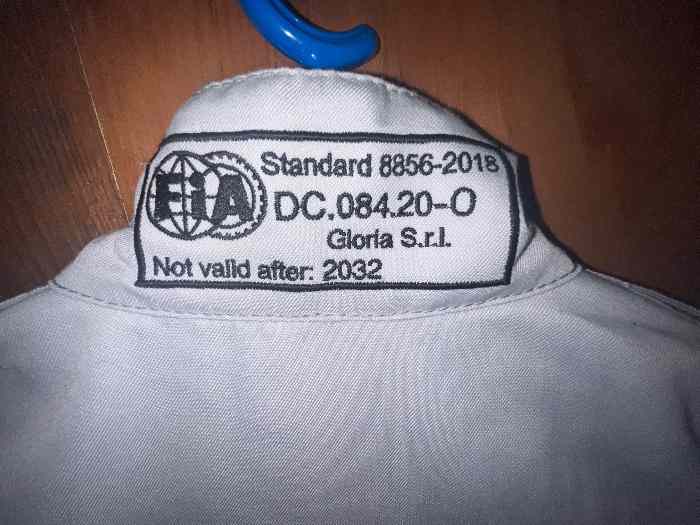 FiA
Standard 8856-2018
DC.084.20-O
Gloria S.r.l.
Not valid after: 2032